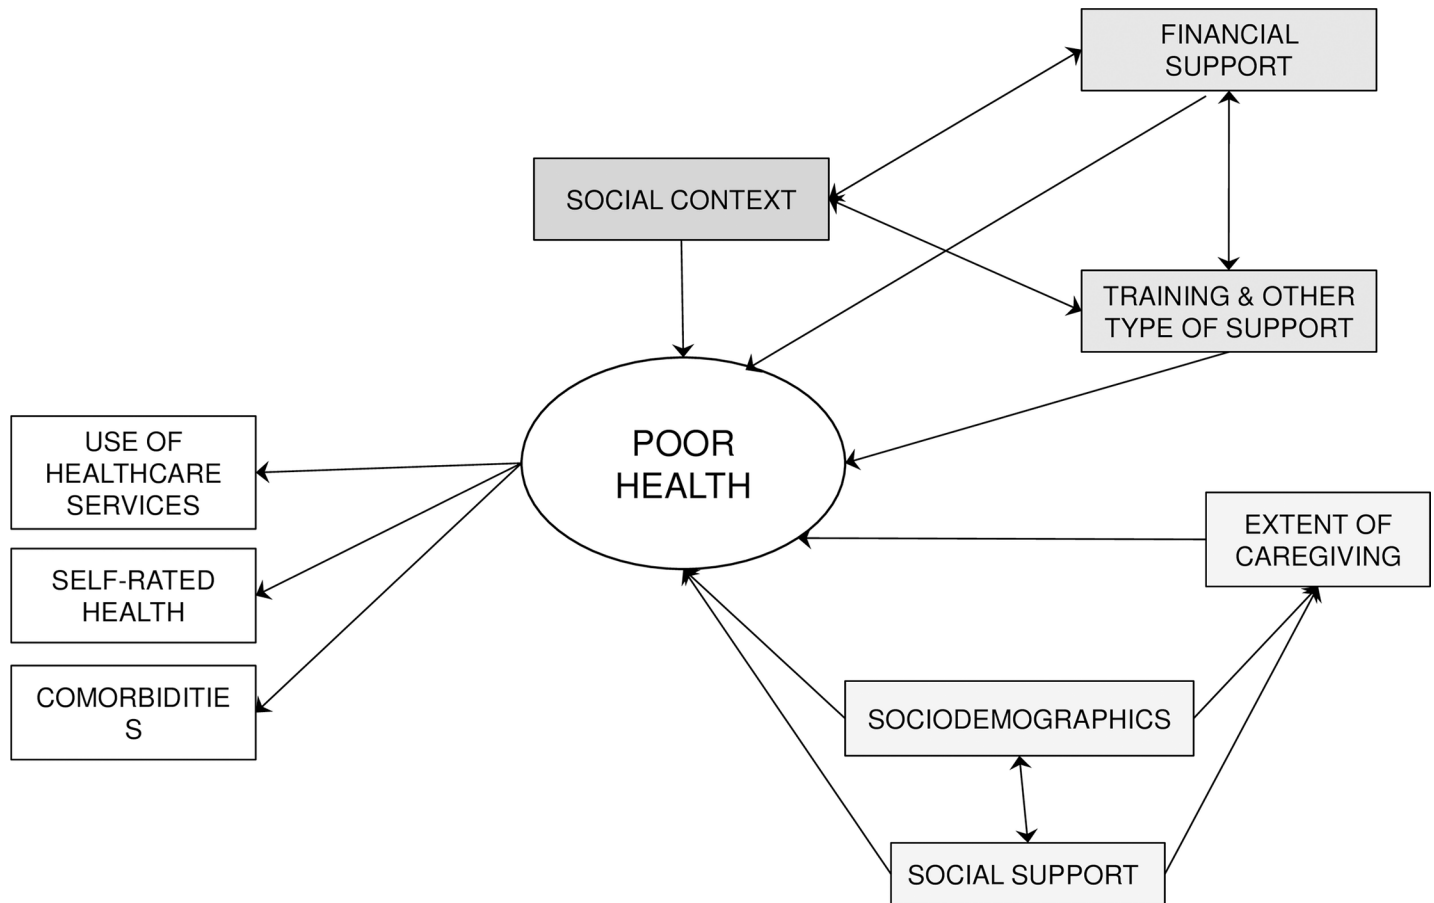 FINANCIAL
SUPPORT
SOCIAL CONTEXT
TRAINING & OTHER
TYPE OF SUPPORT
POOR
HEALTH
USE OF
HEALTHCARE
SERVICES
SELF-RATED
HEALTH
COMORBIDITIE
S
EXTENT OF
CAREGIVING
SOCIODEMOGRAPHICS
SOCIAL SUPPORT